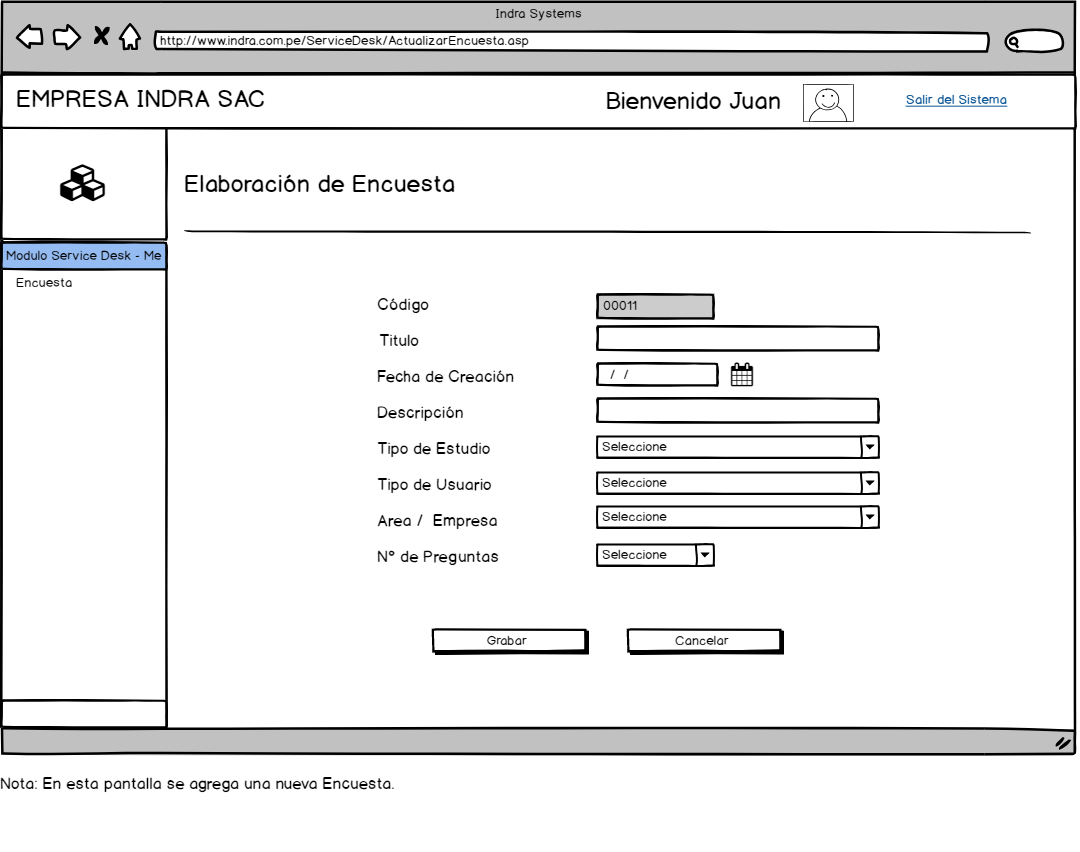 Indra Systems
http://www.indra.com.pe/ServiceDesk/ActualizarEncuesta.asp
EMPRESA INDRA SAC
Bienvenido Juan
Salir del Sistema
Elaboración de Encuesta
Modulo Service Desk - Me
Encuesta
Código 00011
Titulo
Fecha de Creación / /
Descripción
Tipo de Estudio Seleccione
Tipo de Usuario Seleccione
Area / Empresa Seleccione
N° de Preguntas Seleccione
Grabar Cancelar
Nota: En esta pantalla se agrega una nueva Encuesta.